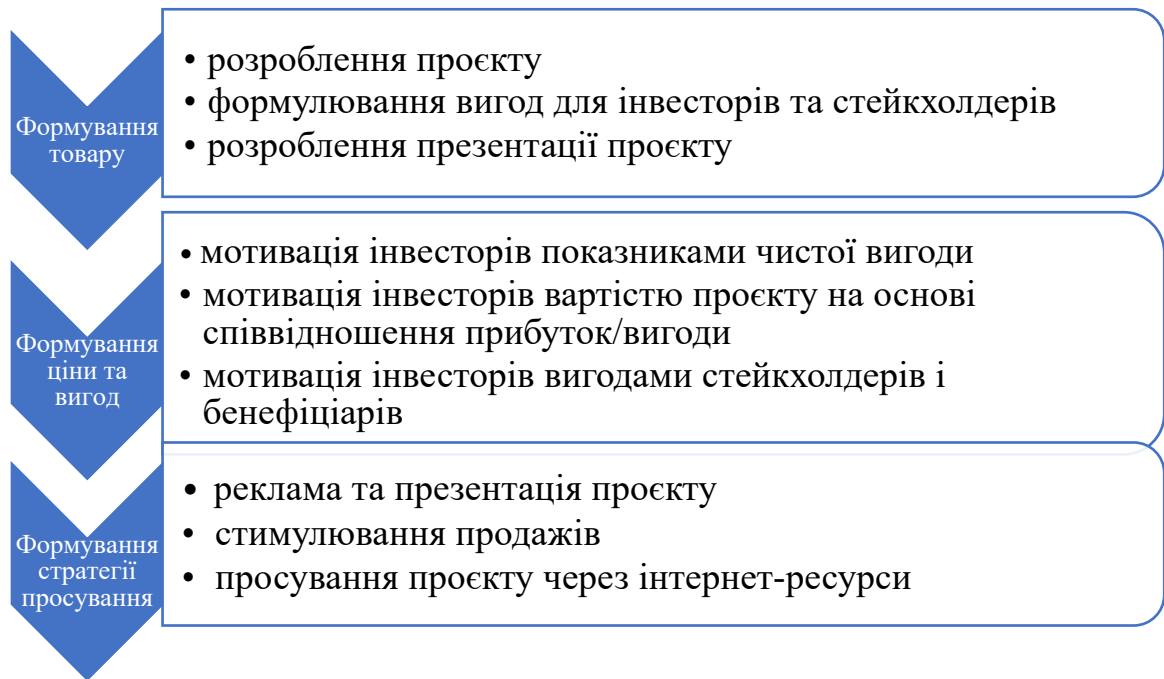 Формування
товару
• розроблення проєкту
• формулювання вигод для інвесторів та стейкхолдерів
• розроблення презентації проєкту
Формування
ціни та
вигод
• мотивація інвесторів показниками чистої вигоди
• мотивація інвесторів вартістю проєкту на основі
співвідношення прибуток/вигоди
• мотивація інвесторів вигодами стейкхолдерів і
бенефіціарів
Формування
стратегії
просування
• реклама та презентація проєкту
• стимулювання продажів
• просування проєкту через інтернет-ресурси